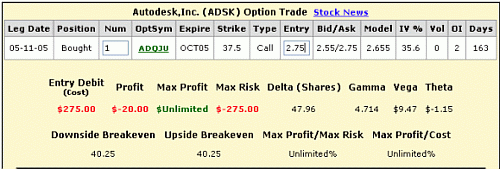 Autodesk,Inc. (ADSK) Option Trade Stock News
Leg Date Position Num OptSym Expire Strike Type Entry Bid/Ask Model IV % Vol OI Days
05-11-05 Bought 1 ADQJU OCT05 37.5 Call 2.75 2.55/2.75 2.655 35.6 0 2 163
Entry Debit Profit Max Profit Max Risk Delta (Shares) Gamma Vega Theta
(Cost)
$275.00 $-20.00 $Unlimited $-275.00 47.96 4.714 $9.47 $-1.15
Downside Breakeven Upside Breakeven Max Profit/Max Risk Max Profit/Cost
40.25 40.25 Unlimited% Unlimited%